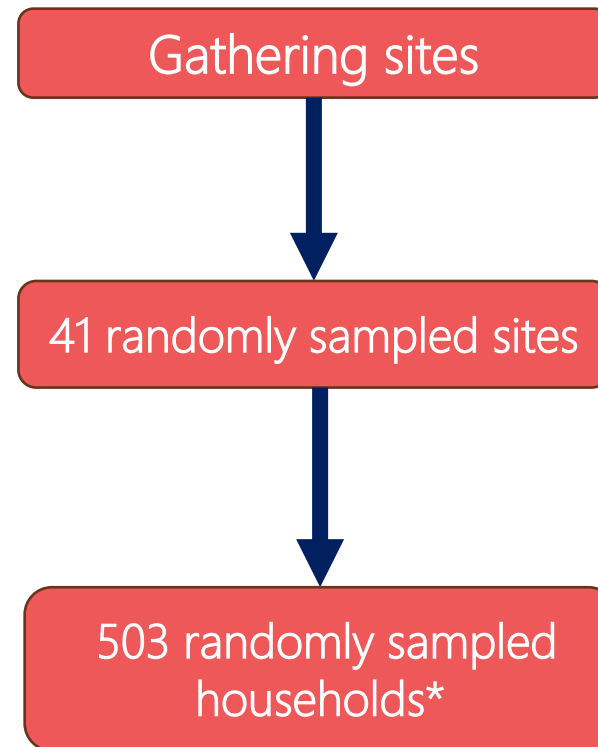 Gathering sites
41 randomly sampled sites
503 randomly sampled
households*